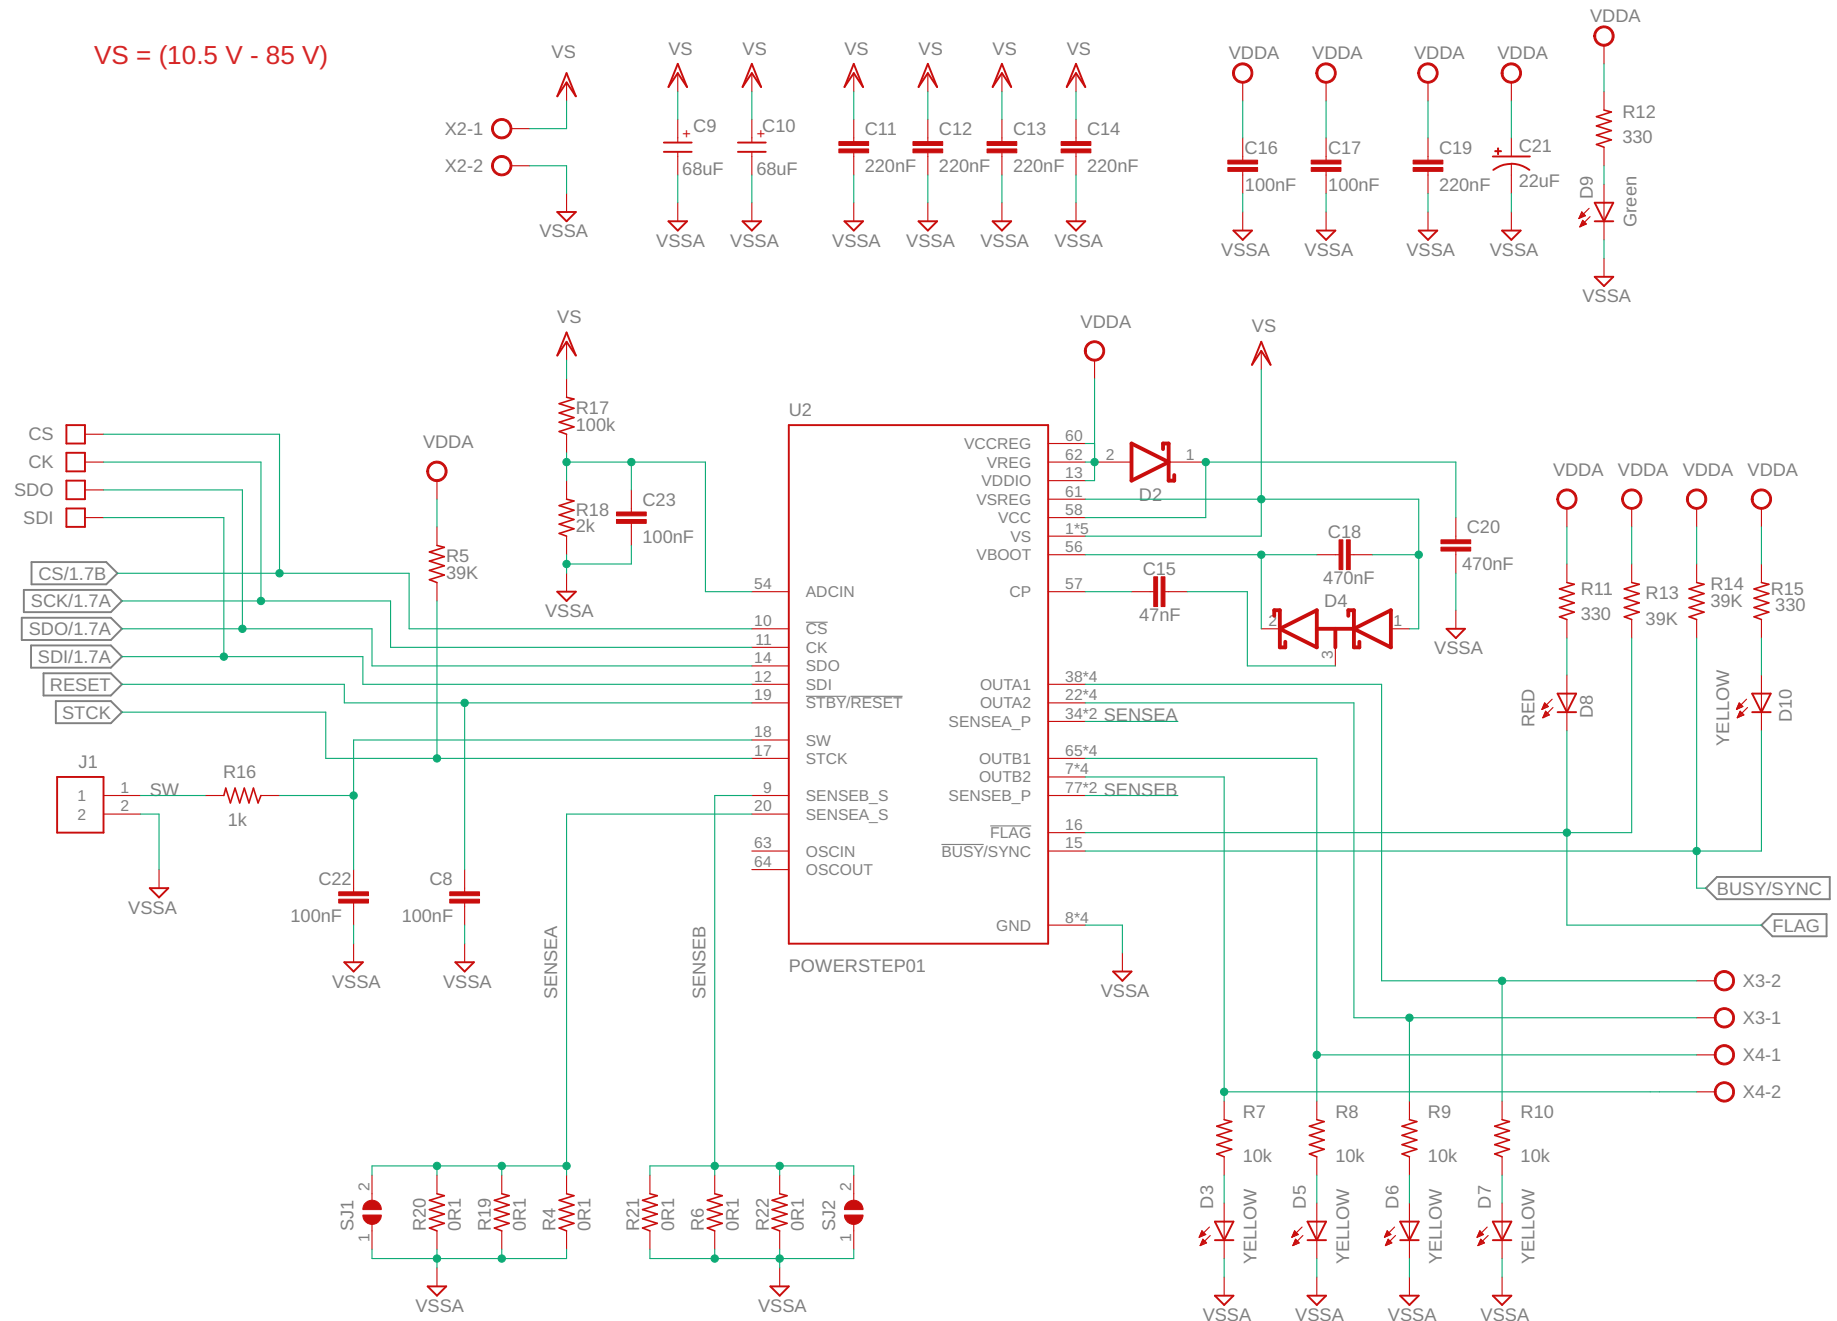 VS = (10.5 V - 85 V)
VS
X2-1
X2-2
VSSA
VS
C9
+
68uF
VSSA
VS
C10
+
68uF
VSSA
VS
C11
220nF
VSSA
VS
C12
220nF
VSSA
VS
C13
220nF
VSSA
VS
C14
220nF
VSSA
VDDA
C16
100nF
VSSA
VDDA
C17
100nF
VSSA
VDDA
C19
220nF
VSSA
VDDA
+
C21
22uF
VSSA
VDDA
R12
330
D9
Green
VSSA
CS
CK
SDO
SDI
CS/1.7B
SCK/1.7A
SDO/1.7A
SDI/1.7A
RESET
STCK
VDDA
R5
39K
VS
R17
100k
R18
2k
C23
100nF
VSSA
J1
1
2
1
2
SW
R16
1k
VSSA
C22
100nF
VSSA
C8
100nF
VSSA
U2
54 ADCIN
10 CS
11 CK
14 SDO
12 SDI
19 STBY/RESET
18 SW
17 STCK
9 SENSEB_S
20 SENSEA_S
63 OSCIN
64 OSCOUT
VCCREG 60
VREG 62
VDDIO 13
VSREG 61
VCC 58
VS 1*5
VBOOT 56
CP 57
OUTA1 38*4
OUTA2 22*4
SENSEA_P 34*2 SENSEA
OUTB1 65*4
OUTB2 7*4
SENSEB_P 77*2 SENSEB
FLAG 16
BUSY/SYNC 15
GND 8*4
POWERSTEP01
VSSA
VDDA
2
1
D2
VS
C18
470nF
C15
47nF
D4
2
1
3
C20
470nF
VSSA
VDDA
R11
330
RED
D8
VDDA
R13
39K
VDDA
R14
39K
VDDA
R15
330
YELLOW
D10
BUSY/SYNC
FLAG
X3-2
X3-1
X4-1
X4-2
SENSEA
SENSEB
SJ1
2
1
R20
0R1
R19
0R1
R4
0R1
VSSA
R21
0R1
R6
0R1
R22
0R1
SJ2
2
1
VSSA
R7
10k
D3
YELLOW
VSSA
R8
10k
D5
YELLOW
VSSA
R9
10k
D6
YELLOW
VSSA
R10
10k
D7
YELLOW
VSSA